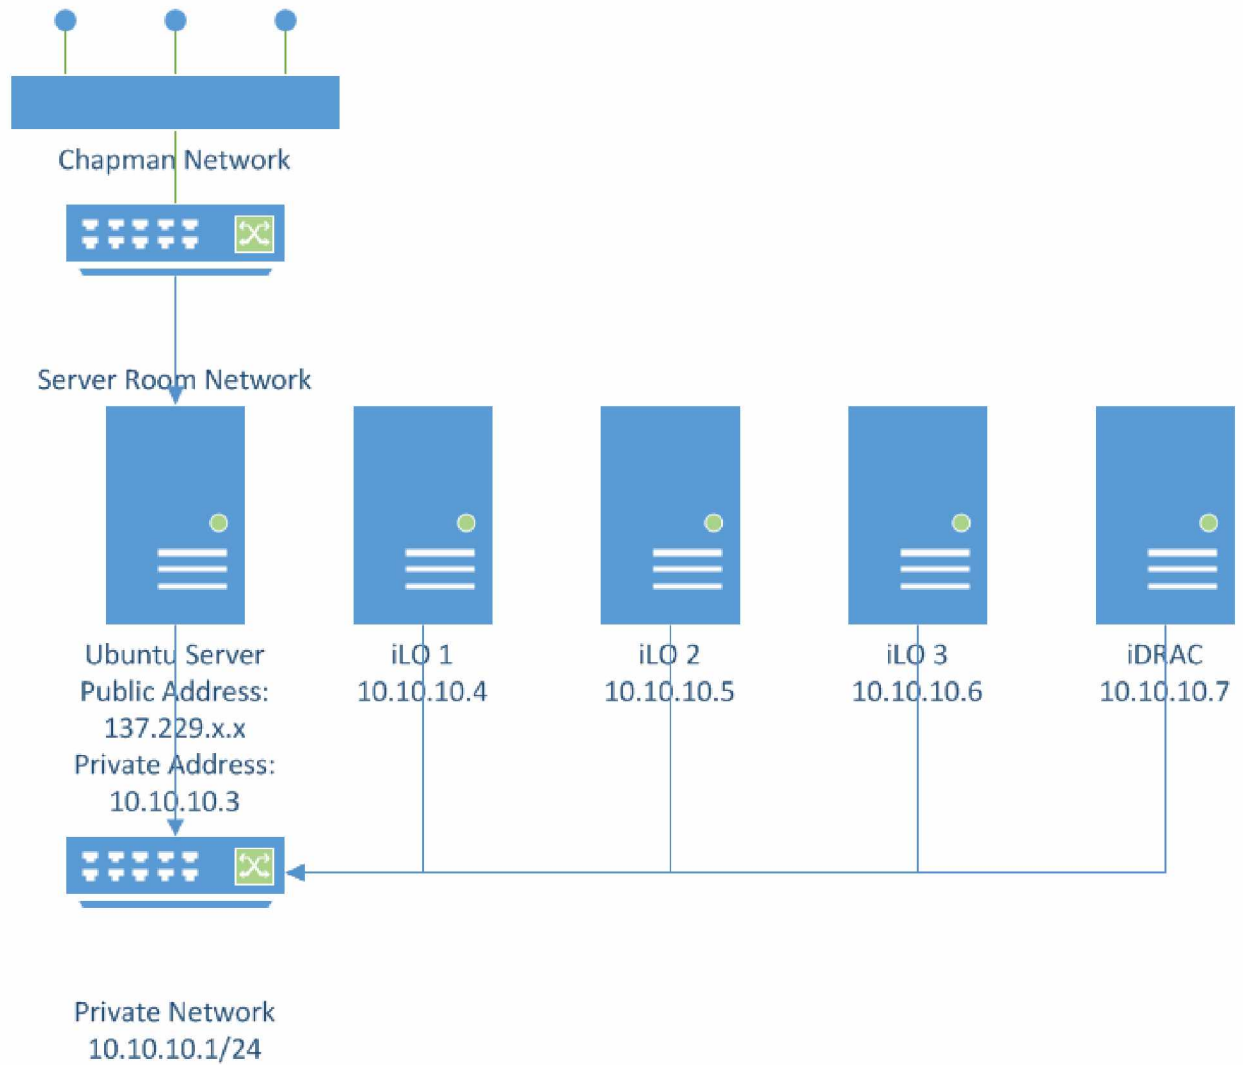 Chapman Network
Server Room Network
Ubuntu Server
Public Address:
137.229.x.x
Private Address:
10.10.10.3
iLO 1
10.10.10.4
iLO 2
10.10.10.5
iLO 3
10.10.10.6
iDRAC
10.10.10.7
Private Network
10.10.10.1/24